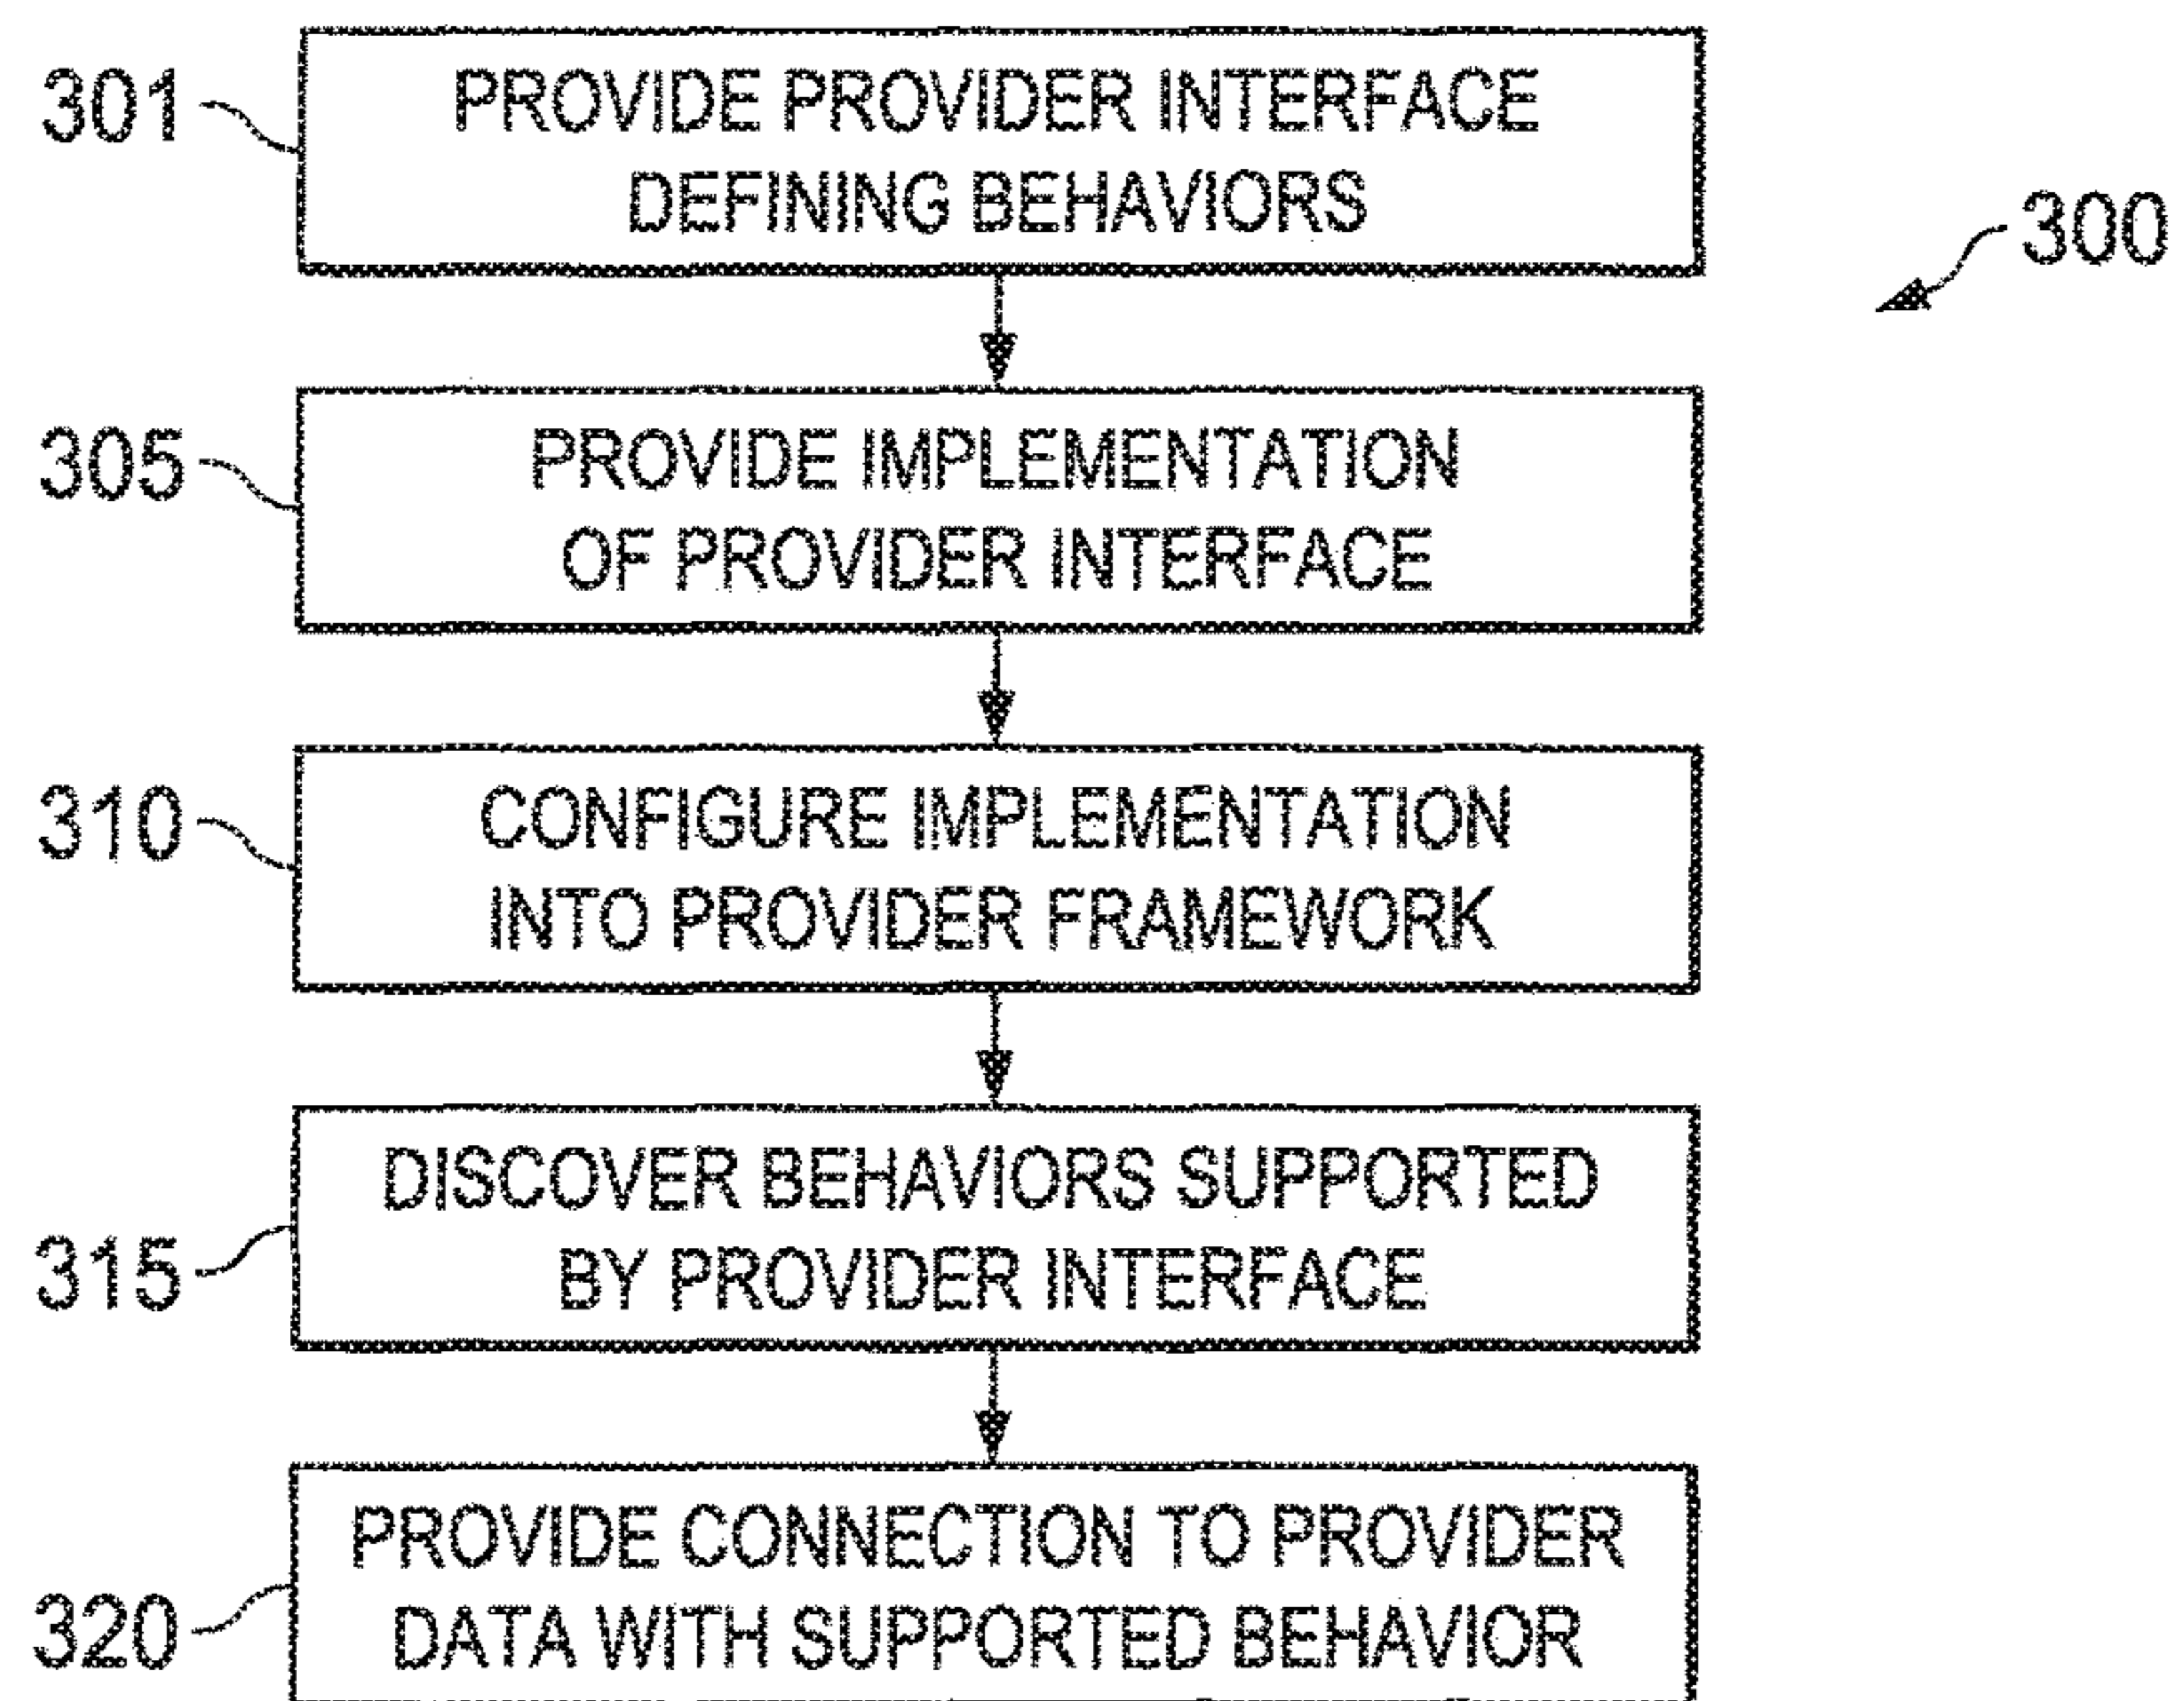 301
PROVIDE PROVIDER INTERFACE
DEFINING BEHAVIORS
300
305
PROVIDE IMPLEMENTATION
OF PROVIDER INTERFACE
310
CONFIGURE IMPLEMENTATION
INTO PROVIDER FRAMEWORK
315
DISCOVER BEHAVIORS SUPPORTED
BY PROVIDER INTERFACE
320
PROVIDE CONNECTION TO PROVIDER
DATA WITH SUPPORTED BEHAVIOR